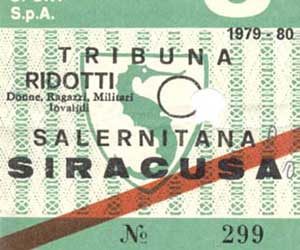 S.p.A.
1979 - 80
TRIBUNA
RIDOTTI
Donne, Ragazzi, Militari
Invalidi
SALERNITANA
SIRACUSA
No 299